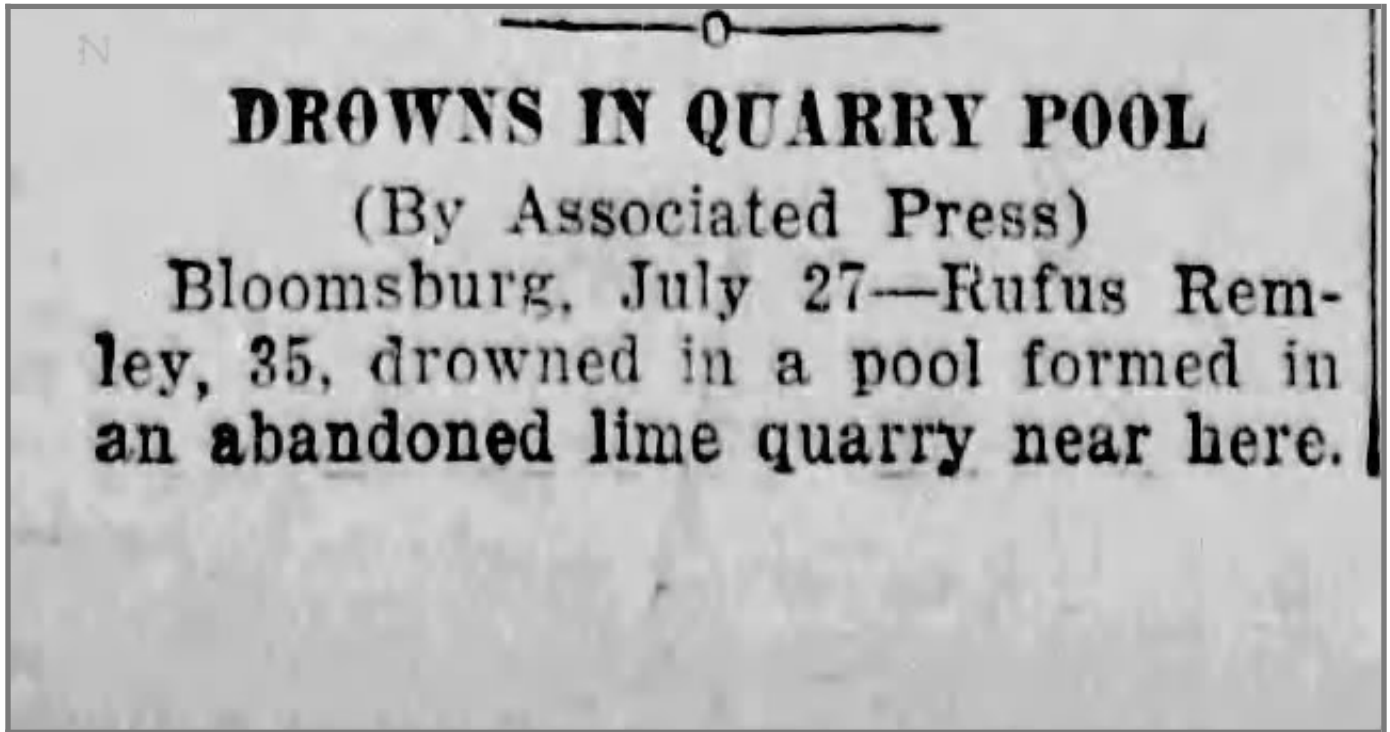 N
DROWNS IN QUARRY POOL
(By Associated Press)
Bloomsburg, July 27—Rufus Rem-
ley, 35, drowned in a pool formed in
an abandoned lime quarry near here.